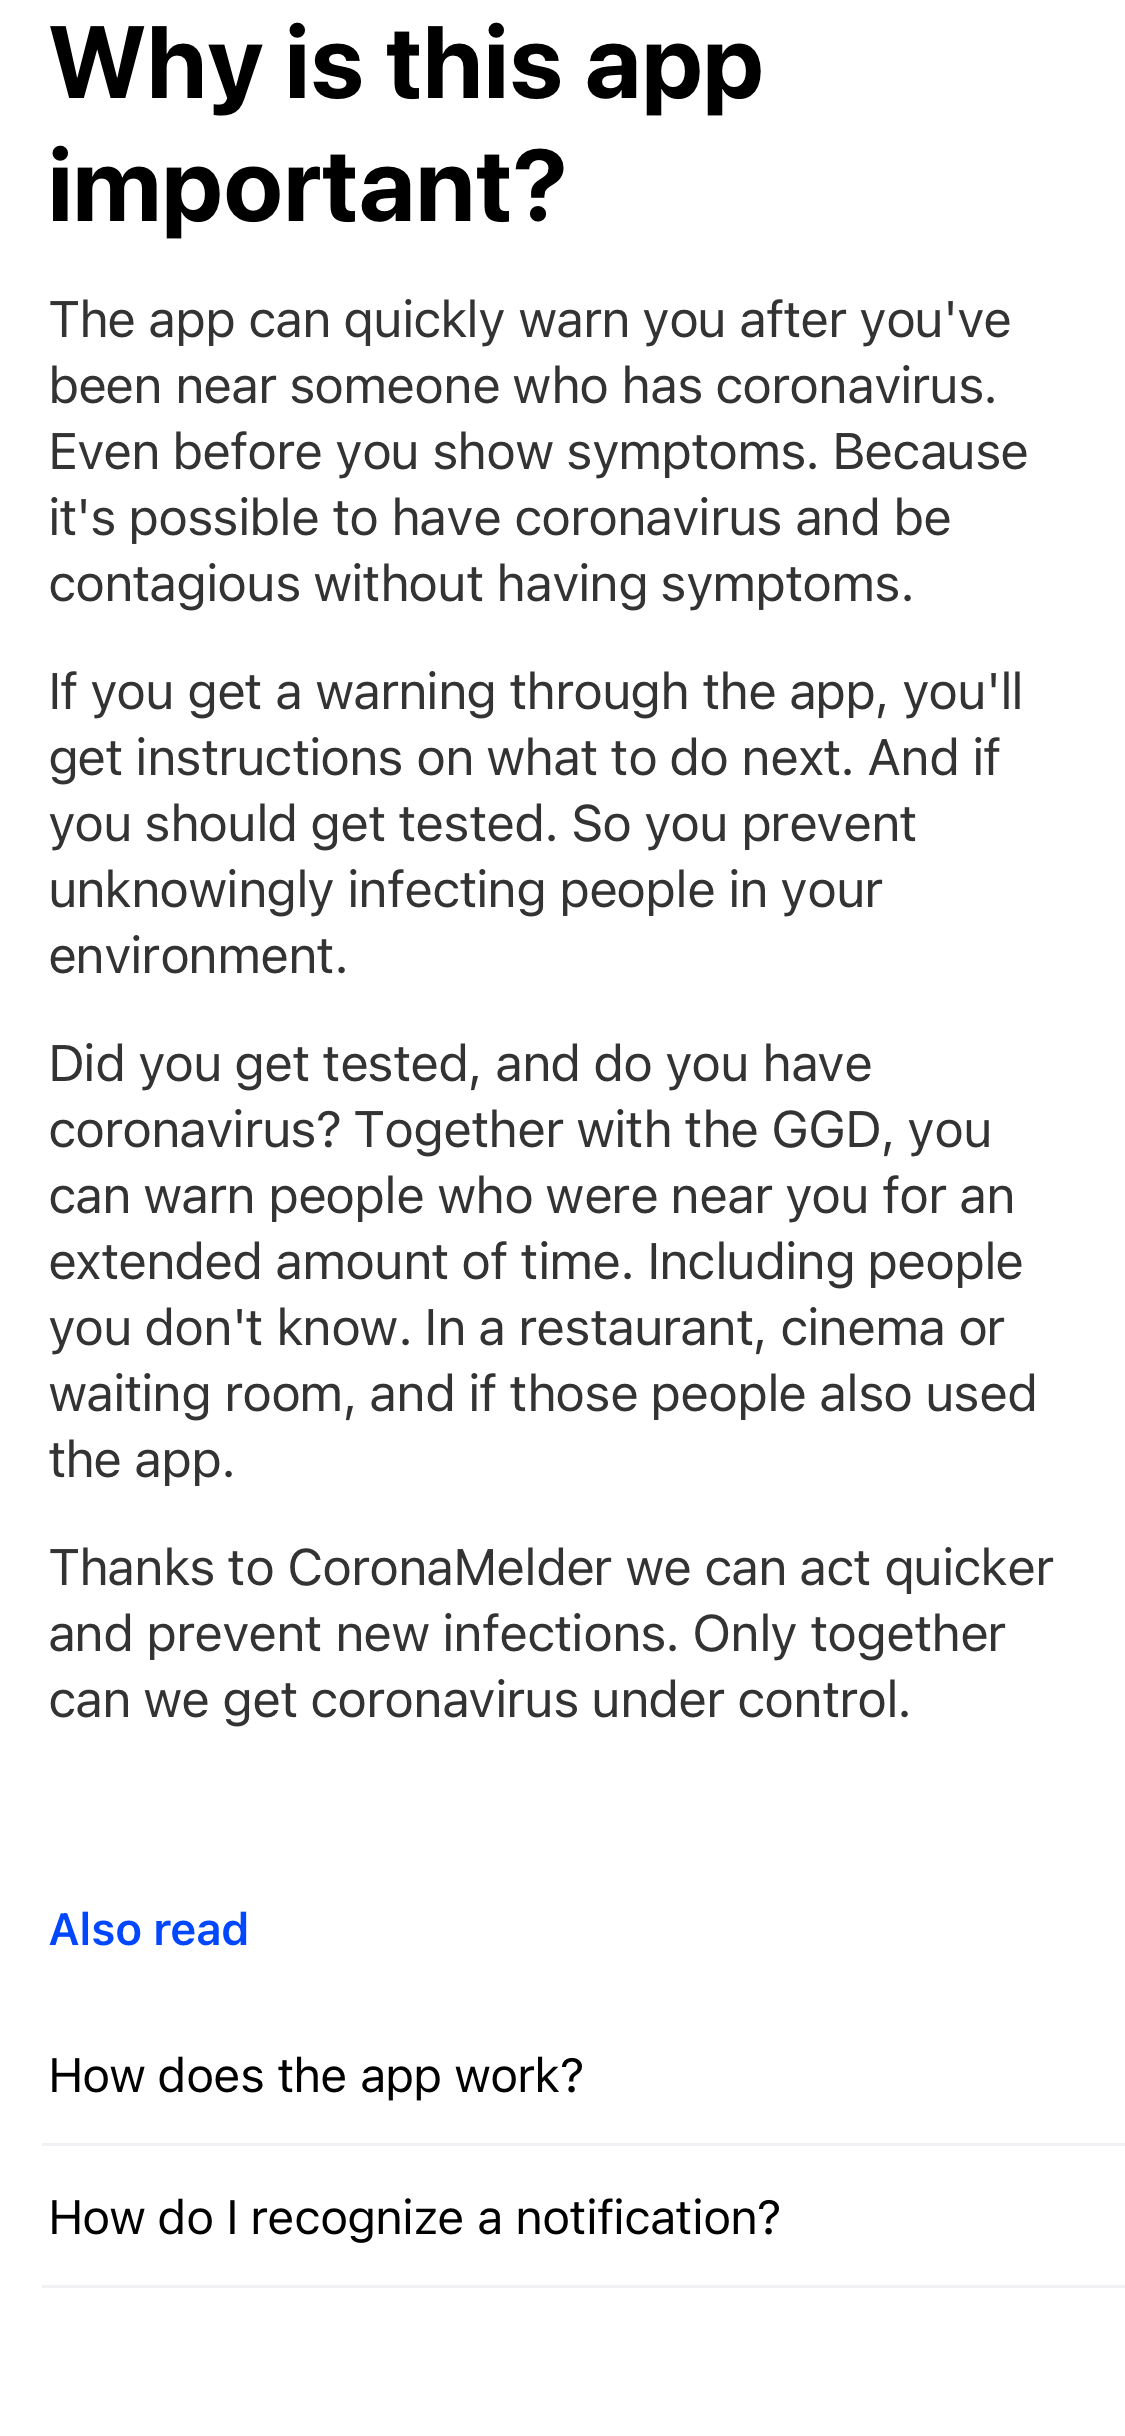 Why is this app
important?
The app can quickly warn you after you've
been near someone who has coronavirus.
Even before you show symptoms. Because
it's possible to have coronavirus and be
contagious without having symptoms.
If you get a warning through the app, you'll
get instructions on what to do next. And if
you should get tested. So you prevent
unknowingly infecting people in your
environment.
Did you get tested, and do you have
coronavirus? Together with the GGD, you
can warn people who were near you for an
extended amount of time. Including people
you don't know. In a restaurant, cinema or
waiting room, and if those people also used
the app.
Thanks to CoronaMelder we can act quicker
and prevent new infections. Only together
can we get coronavirus under control.
Also read
How does the app work?
How do I recognize a notification?